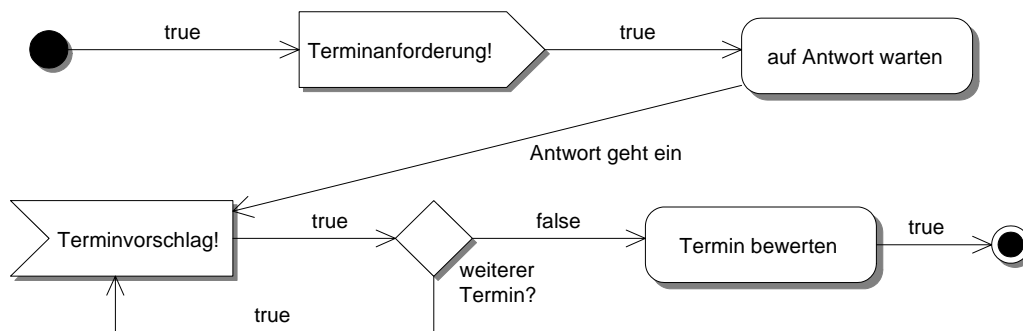 true
true
Terminanforderung!
auf Antwort warten
Antwort geht ein
true
false
true
Terminvorschlag!
Termin bewerten
weiterer
Termin?
true